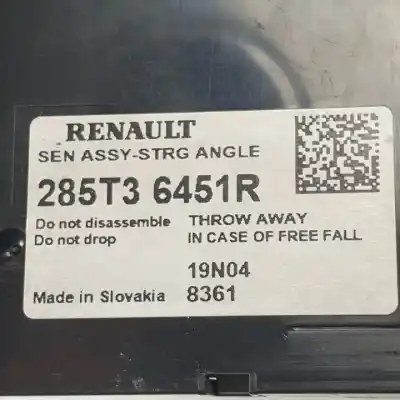 RENAULT
SEN ASSY-STRG ANGLE
285T3 6451R
Do not disassemble THROW AWAY
Do not drop IN CASE OF FREE FALL
19N04
Made in Slovakia 8361